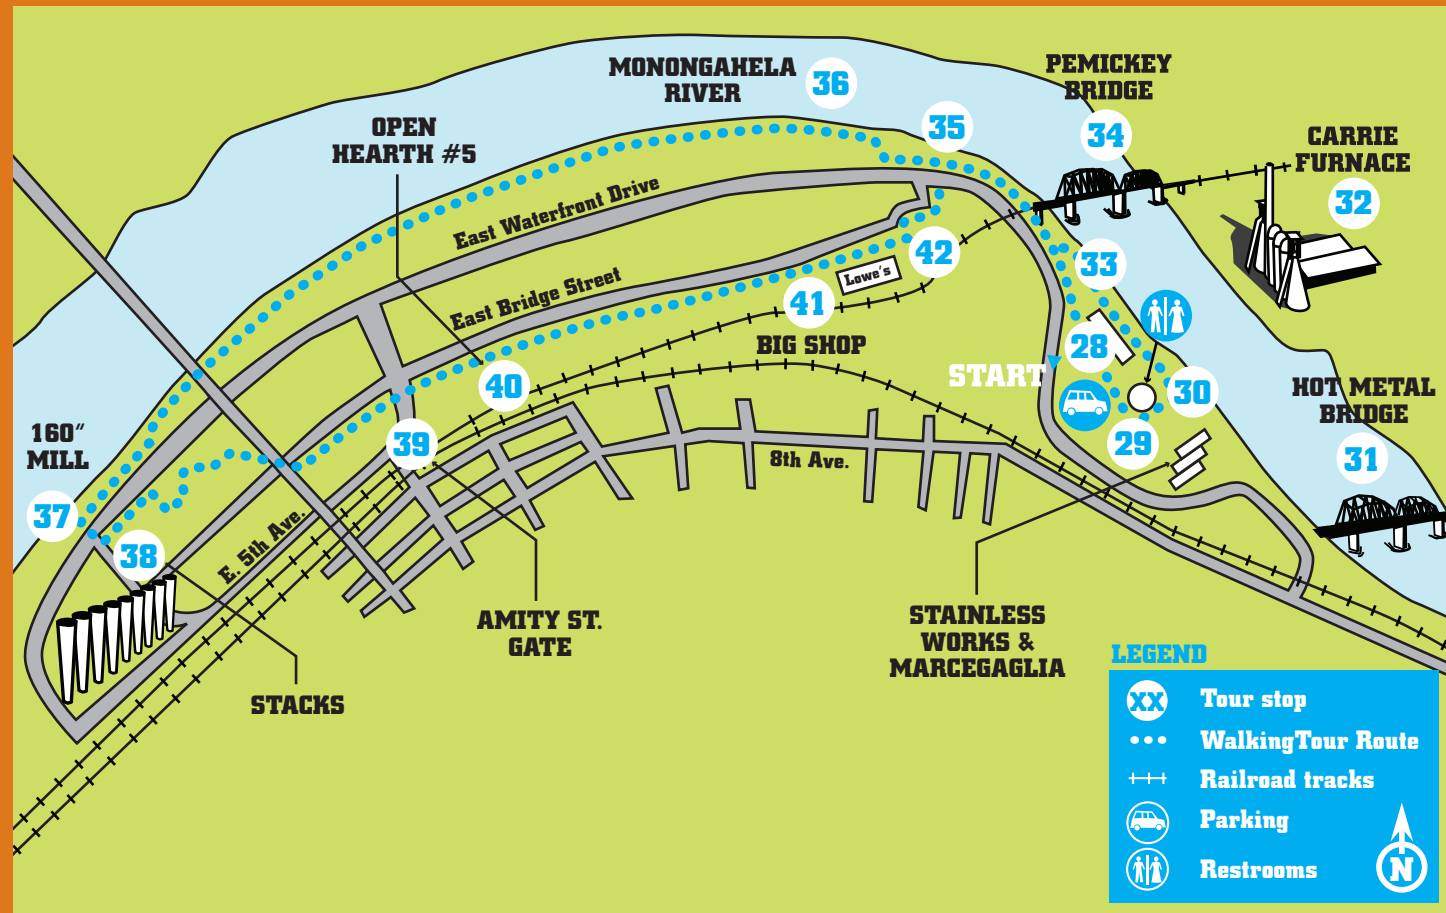 MONONGAHELA
RIVER
36
PEMICKEY
BRIDGE
34
35
OPEN
HEARTH #5
CARRIE
FURNACE
32
East Waterfront Drive
42
33
Lowe's
East Bridge Street
41
BIG SHOP
28
START
40
30
HOT METAL
BRIDGE
31
160″
MILL
39
29
8th Ave.
37
38
E. 5th Ave.
AMITY ST.
GATE
STAINLESS
WORKS &
MARCEGAGLIA
STACKS
LEGEND
XX Tour stop
WalkingTour Route
Railroad tracks
Parking
Restrooms
N